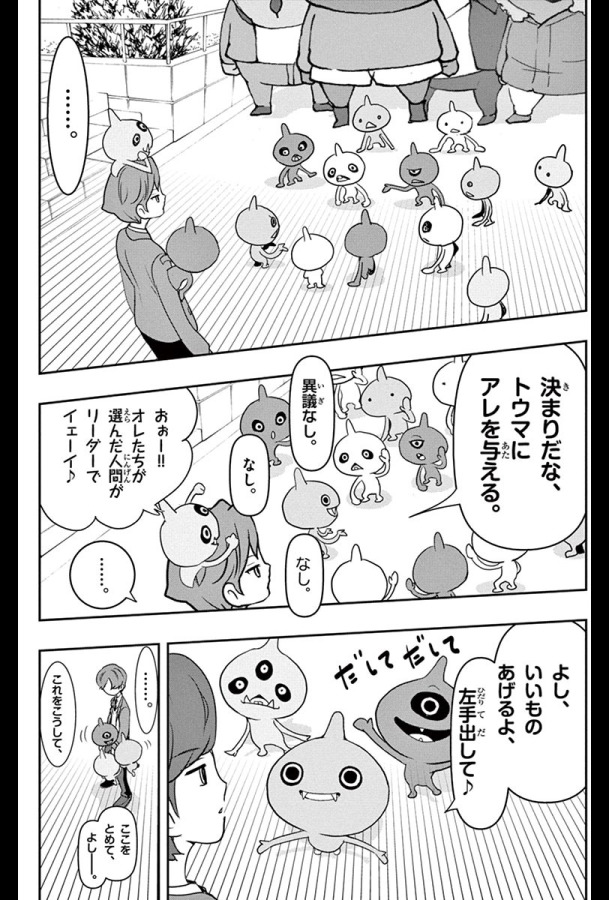 ……。
決まりだな、
トウマに
アレを与える。
異議なし。
なし。
なし。
おぉー!!
オレたちが
選んだ人間が
リーダーで
イェーイ♪
……。
よし、
いいもの
あげるよ、
左手出して♪
だしてだして
……。
これをこうして、
ここを
とめて、
よしー。